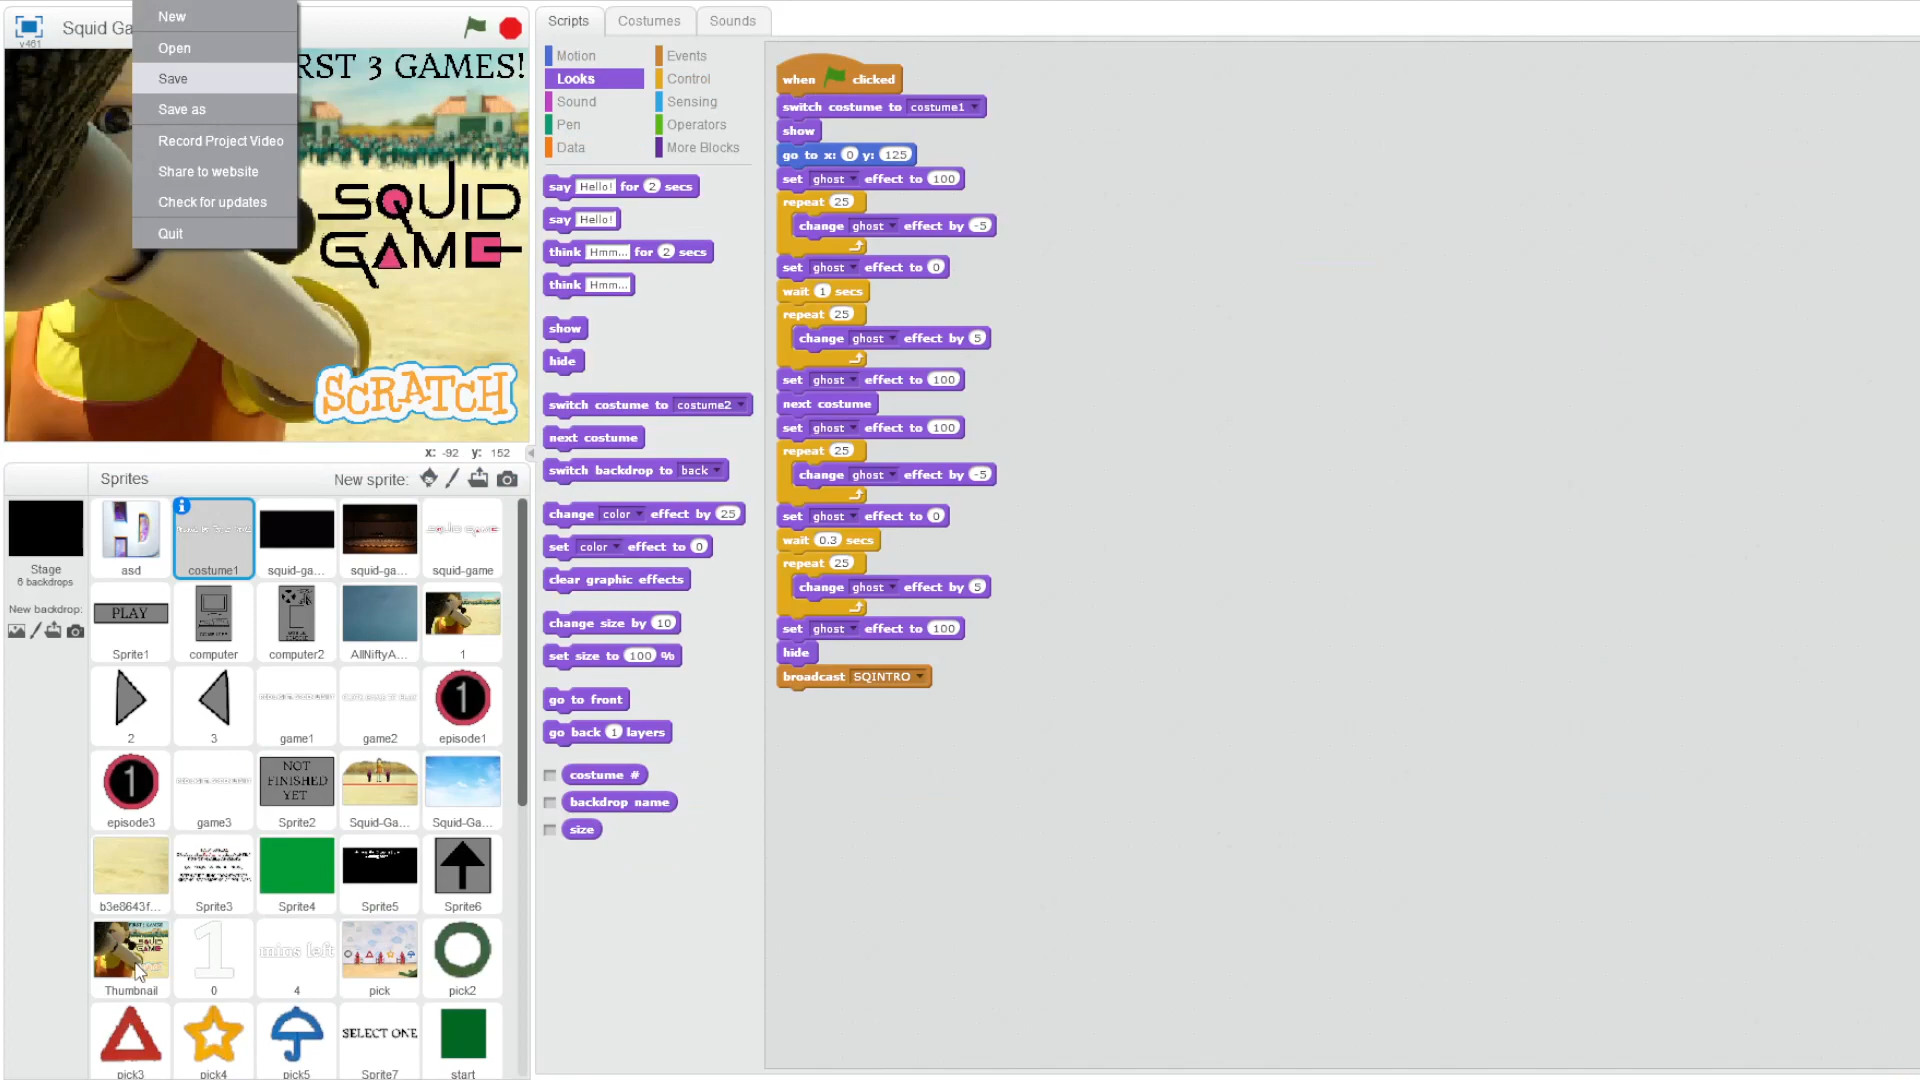 Squid Ga
v461
New
Open
Save
Save as
Record Project Video
Share to website
Check for updates
Quit
RST 3 GAMES!
SQUID
GAME
SCRATCH
x: -92 y: 152
Sprites
New sprite:
Stage
6 backdrops
New backdrop:
asd
costume1
squid-ga...
squid-ga...
squid-game
PLAY
Sprite1
computer
computer2
AllNiftyA...
1
2
3
game1
game2
1
episode1
1
episode3
game3
NOT
FINISHED
YET
Sprite2
Squid-Ga...
Squid-Ga...
b3e8643f...
Sprite3
Sprite4
Sprite5
Sprite6
SQUID
GAME
Thumbnail
1
0
mins left
4
pick
pick2
pick3
pick4
pick5
SELECT ONE
Sprite7
start
Scripts
Costumes
Sounds
Motion
Looks
Sound
Pen
Data
Events
Control
Sensing
Operators
More Blocks
say Hello! for 2 secs
say Hello!
think Hmm... for 2 secs
think Hmm...
show
hide
switch costume to costume2
next costume
switch backdrop to back
change color effect by 25
set color effect to 0
clear graphic effects
change size by 10
set size to 100 %
go to front
go back 1 layers
costume #
backdrop name
size
when clicked
switch costume to costume1
show
go to x: 0 y: 125
set ghost effect to 100
repeat 25
change ghost effect by -5
set ghost effect to 0
wait 1 secs
repeat 25
change ghost effect by 5
set ghost effect to 100
next costume
set ghost effect to 100
repeat 25
change ghost effect by -5
set ghost effect to 0
wait 0.3 secs
repeat 25
change ghost effect by 5
set ghost effect to 100
hide
broadcast SQINTRO